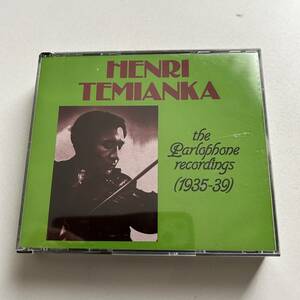 HENRI
TEMIANKA
the
Parlophone
recordings
(1935-39)